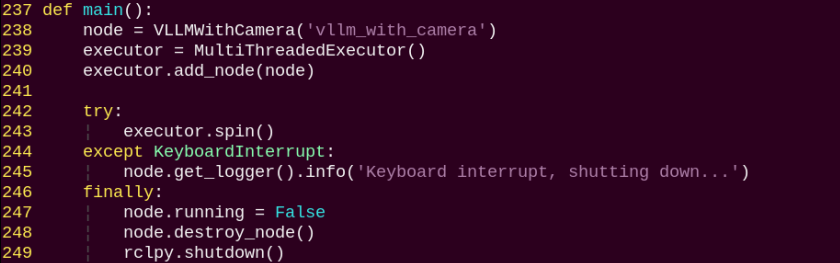 237 def main():
238     node = VLLMWithCamera('vllm_with_camera')
239     executor = MultiThreadedExecutor()
240     executor.add_node(node)
241
242     try:
243         executor.spin()
244     except KeyboardInterrupt:
245         node.get_logger().info('Keyboard interrupt, shutting down...')
246     finally:
247         node.running = False
248         node.destroy_node()
249         rclpy.shutdown()